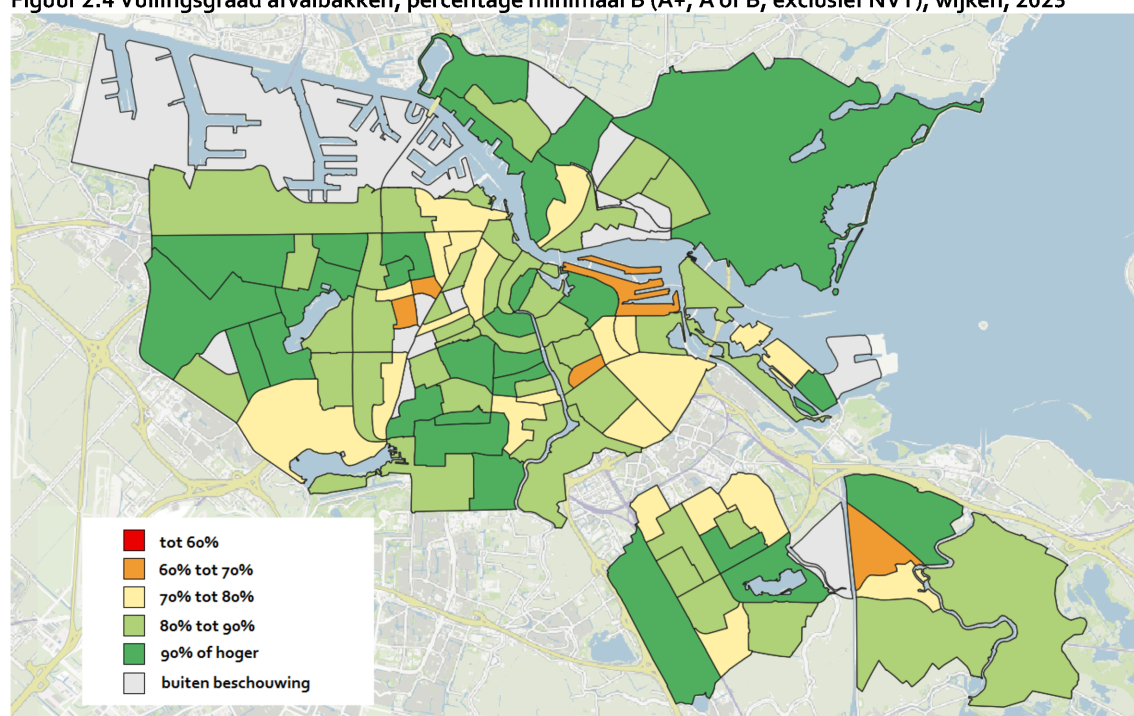 Figuur 2.4 Vullingsgraad afvalbakken, percentage minimaal B (A+, A of B, exclusief NVT), wijken, 2023
tot 60%
60% tot 70%
70% tot 80%
80% tot 90%
90% of hoger
buiten beschouwing